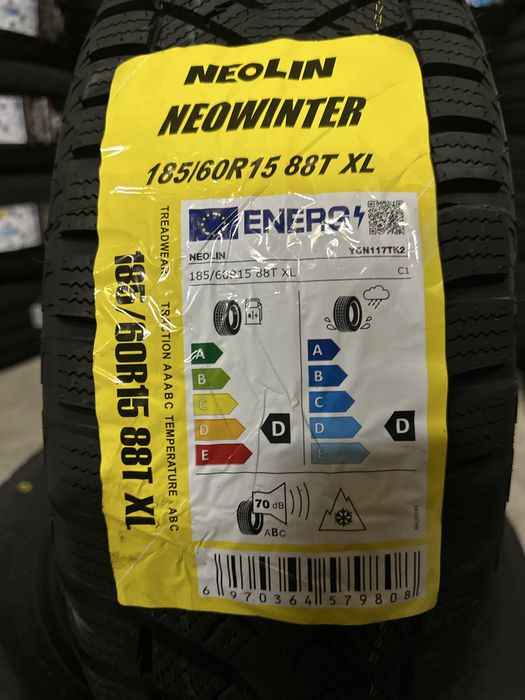 NEOLIN
NEOWINTER
185/60R15 88T XL
TREADWEAR TRACTION AAABC TEMPERATURE ABC
185/60R15 88T XL
ENERG
NEOLIN YGN117TK2
185/60R15 88T XL C1
A
B
C
D
E
D
A
B
C
D
E
D
70 dB
ABC
6 970364 579808